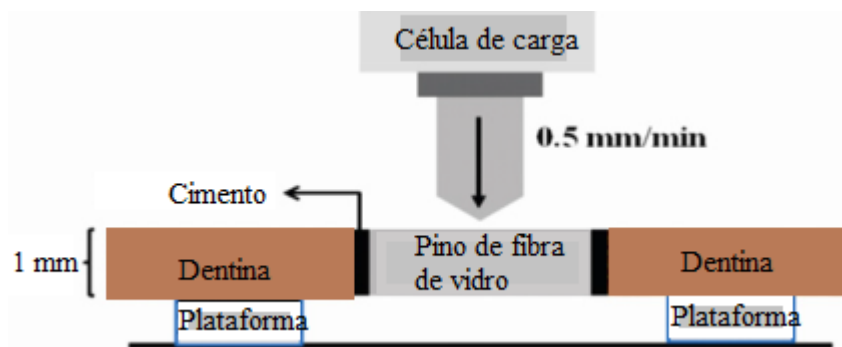 Célula de carga
0.5 mm/min
Cimento
1 mm
Dentina
Pino de fibra
de vidro
Dentina
Plataforma
Plataforma